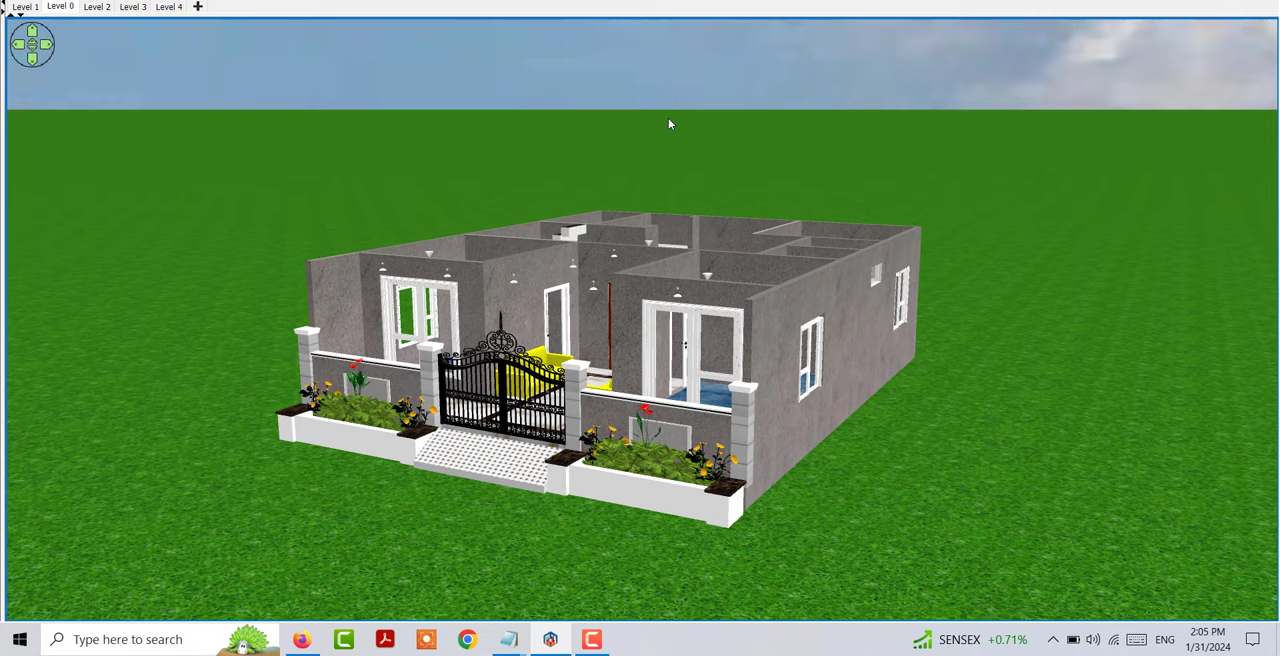 Level 1 Level 0 Level 2 Level 3 Level 4
Type here to search
SENSEX +0.71%
ENG
2:05 PM
1/31/2024